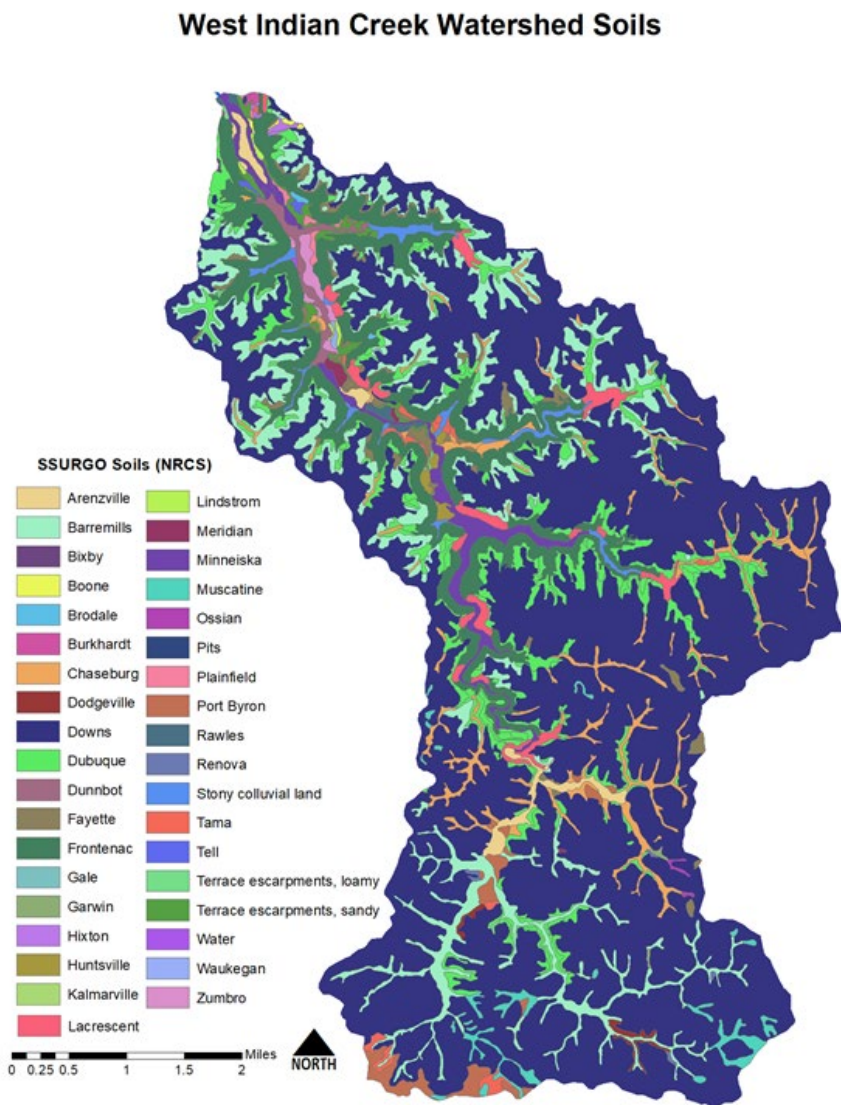 West Indian Creek Watershed Soils
SSURGO Soils (NRCS)
Arenzville
Barremills
Bixby
Boone
Brodale
Burkhardt
Chaseburg
Dodgeville
Downs
Dubuque
Dunnbot
Fayette
Frontenac
Gale
Garwin
Hixton
Huntsville
Kalmarville
Lacrescent
Lindstrom
Meridian
Minneiska
Muscatine
Ossian
Pits
Plainfield
Port Byron
Rawles
Renova
Stony colluvial land
Tama
Tell
Terrace escarpments, loamy
Terrace escarpments, sandy
Water
Waukegan
Zumbro
Miles
0 0.25 0.5 1 1.5 2
NORTH